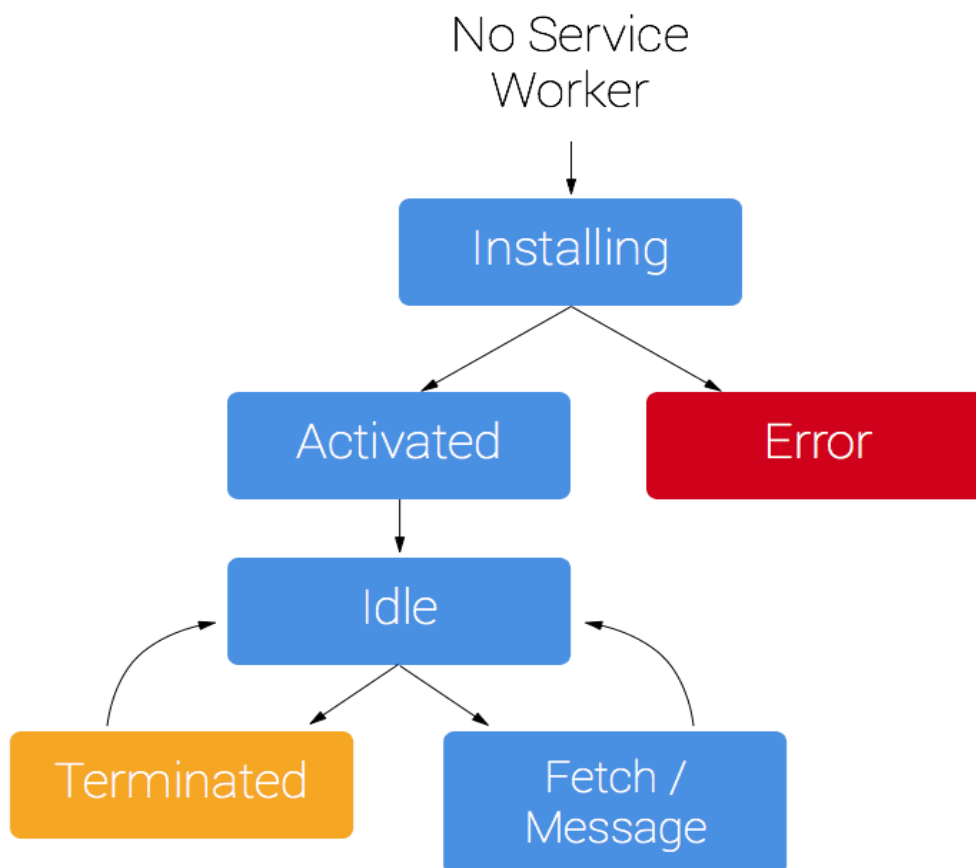 No Service
Worker
Installing
Activated
Error
Idle
Terminated
Fetch /
Message